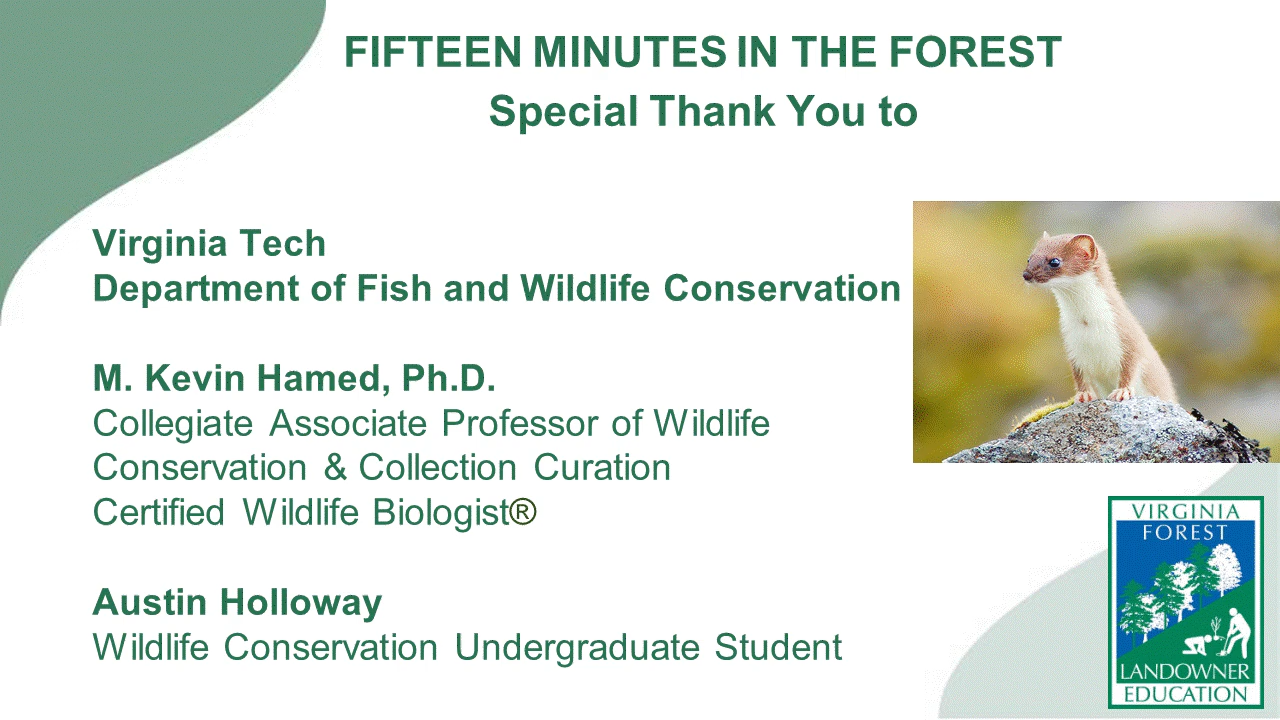 FIFTEEN MINUTES IN THE FOREST
Special Thank You to
Virginia Tech
Department of Fish and Wildlife Conservation
M. Kevin Hamed, Ph.D.
Collegiate Associate Professor of Wildlife
Conservation & Collection Curation
Certified Wildlife Biologist®
Austin Holloway
Wildlife Conservation Undergraduate Student
VIRGINIA
FOREST
LANDOWNER
EDUCATION